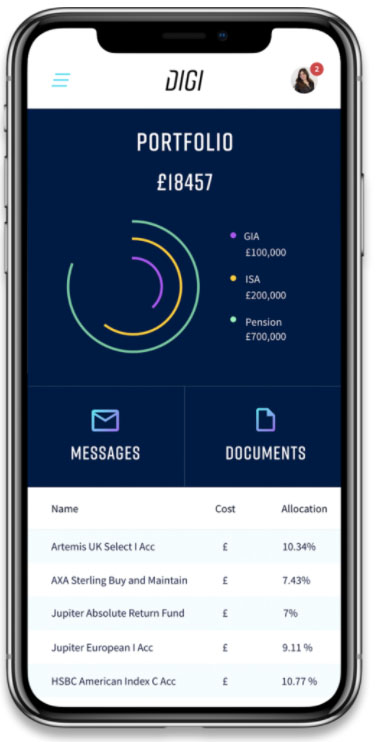 DIGI
2
PORTFOLIO
£18457
GIA
£100,000
ISA
£200,000
Pension
£700,000
MESSAGES
DOCUMENTS
Name Cost Allocation
Artemis UK Select I Acc £ 10.34%
AXA Sterling Buy and Maintain £ 7.43%
Jupiter Absolute Return Fund £ 7%
Jupiter European I Acc £ 9.11 %
HSBC American Index C Acc £ 10.77 %